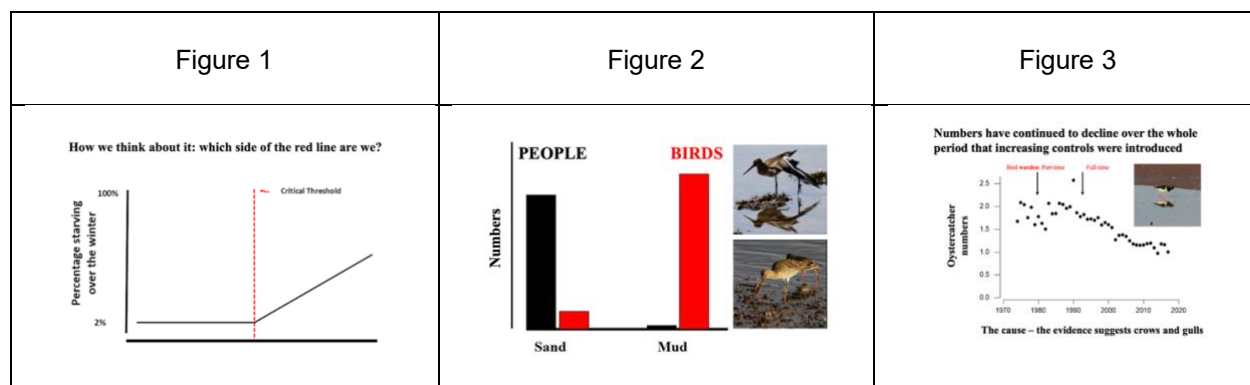 Figure 1
Figure 2
Figure 3
How we think about it: which side of the red line are we?
100%
Critical Threshold
Percentage starving
over the winter
2%
PEOPLE
BIRDS
Numbers
Sand
Mud
Numbers have continued to decline over the whole
period that increasing controls were introduced
Bird warden: Part-time
Full-time
2.5
2.0
1.5
1.0
0.5
0.0
Oystercatcher
numbers
1970
1980
1990
2000
2010
2020
The cause – the evidence suggests crows and gulls